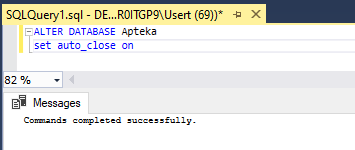 SQLQuery1.sql - DE...R0ITGP9\Usert (69))*
ALTER DATABASE Apteka
set auto_close on
82 %
Messages
Commands completed successfully.